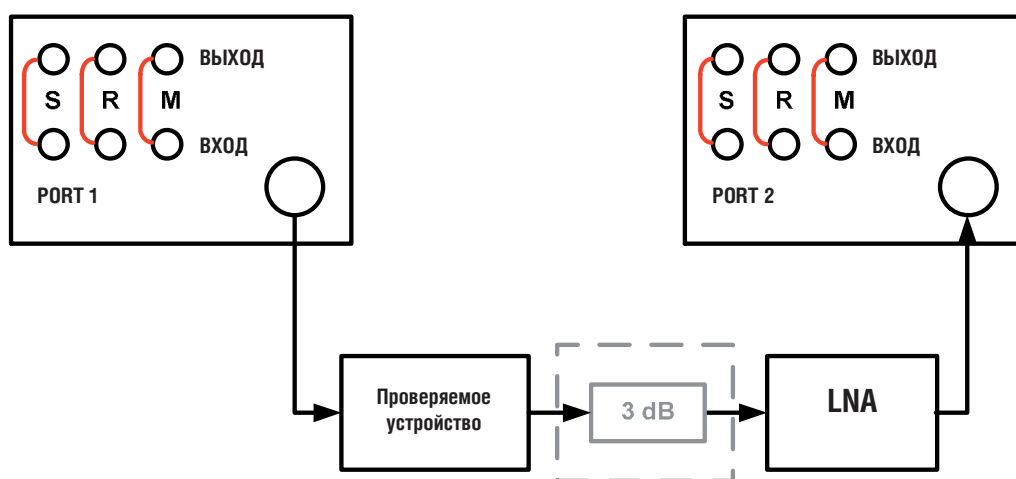 ВЫХОД
S R M
ВХОД
PORT 1
ВЫХОД
S R M
ВХОД
PORT 2
Проверяемое
устройство
3 dB
LNA